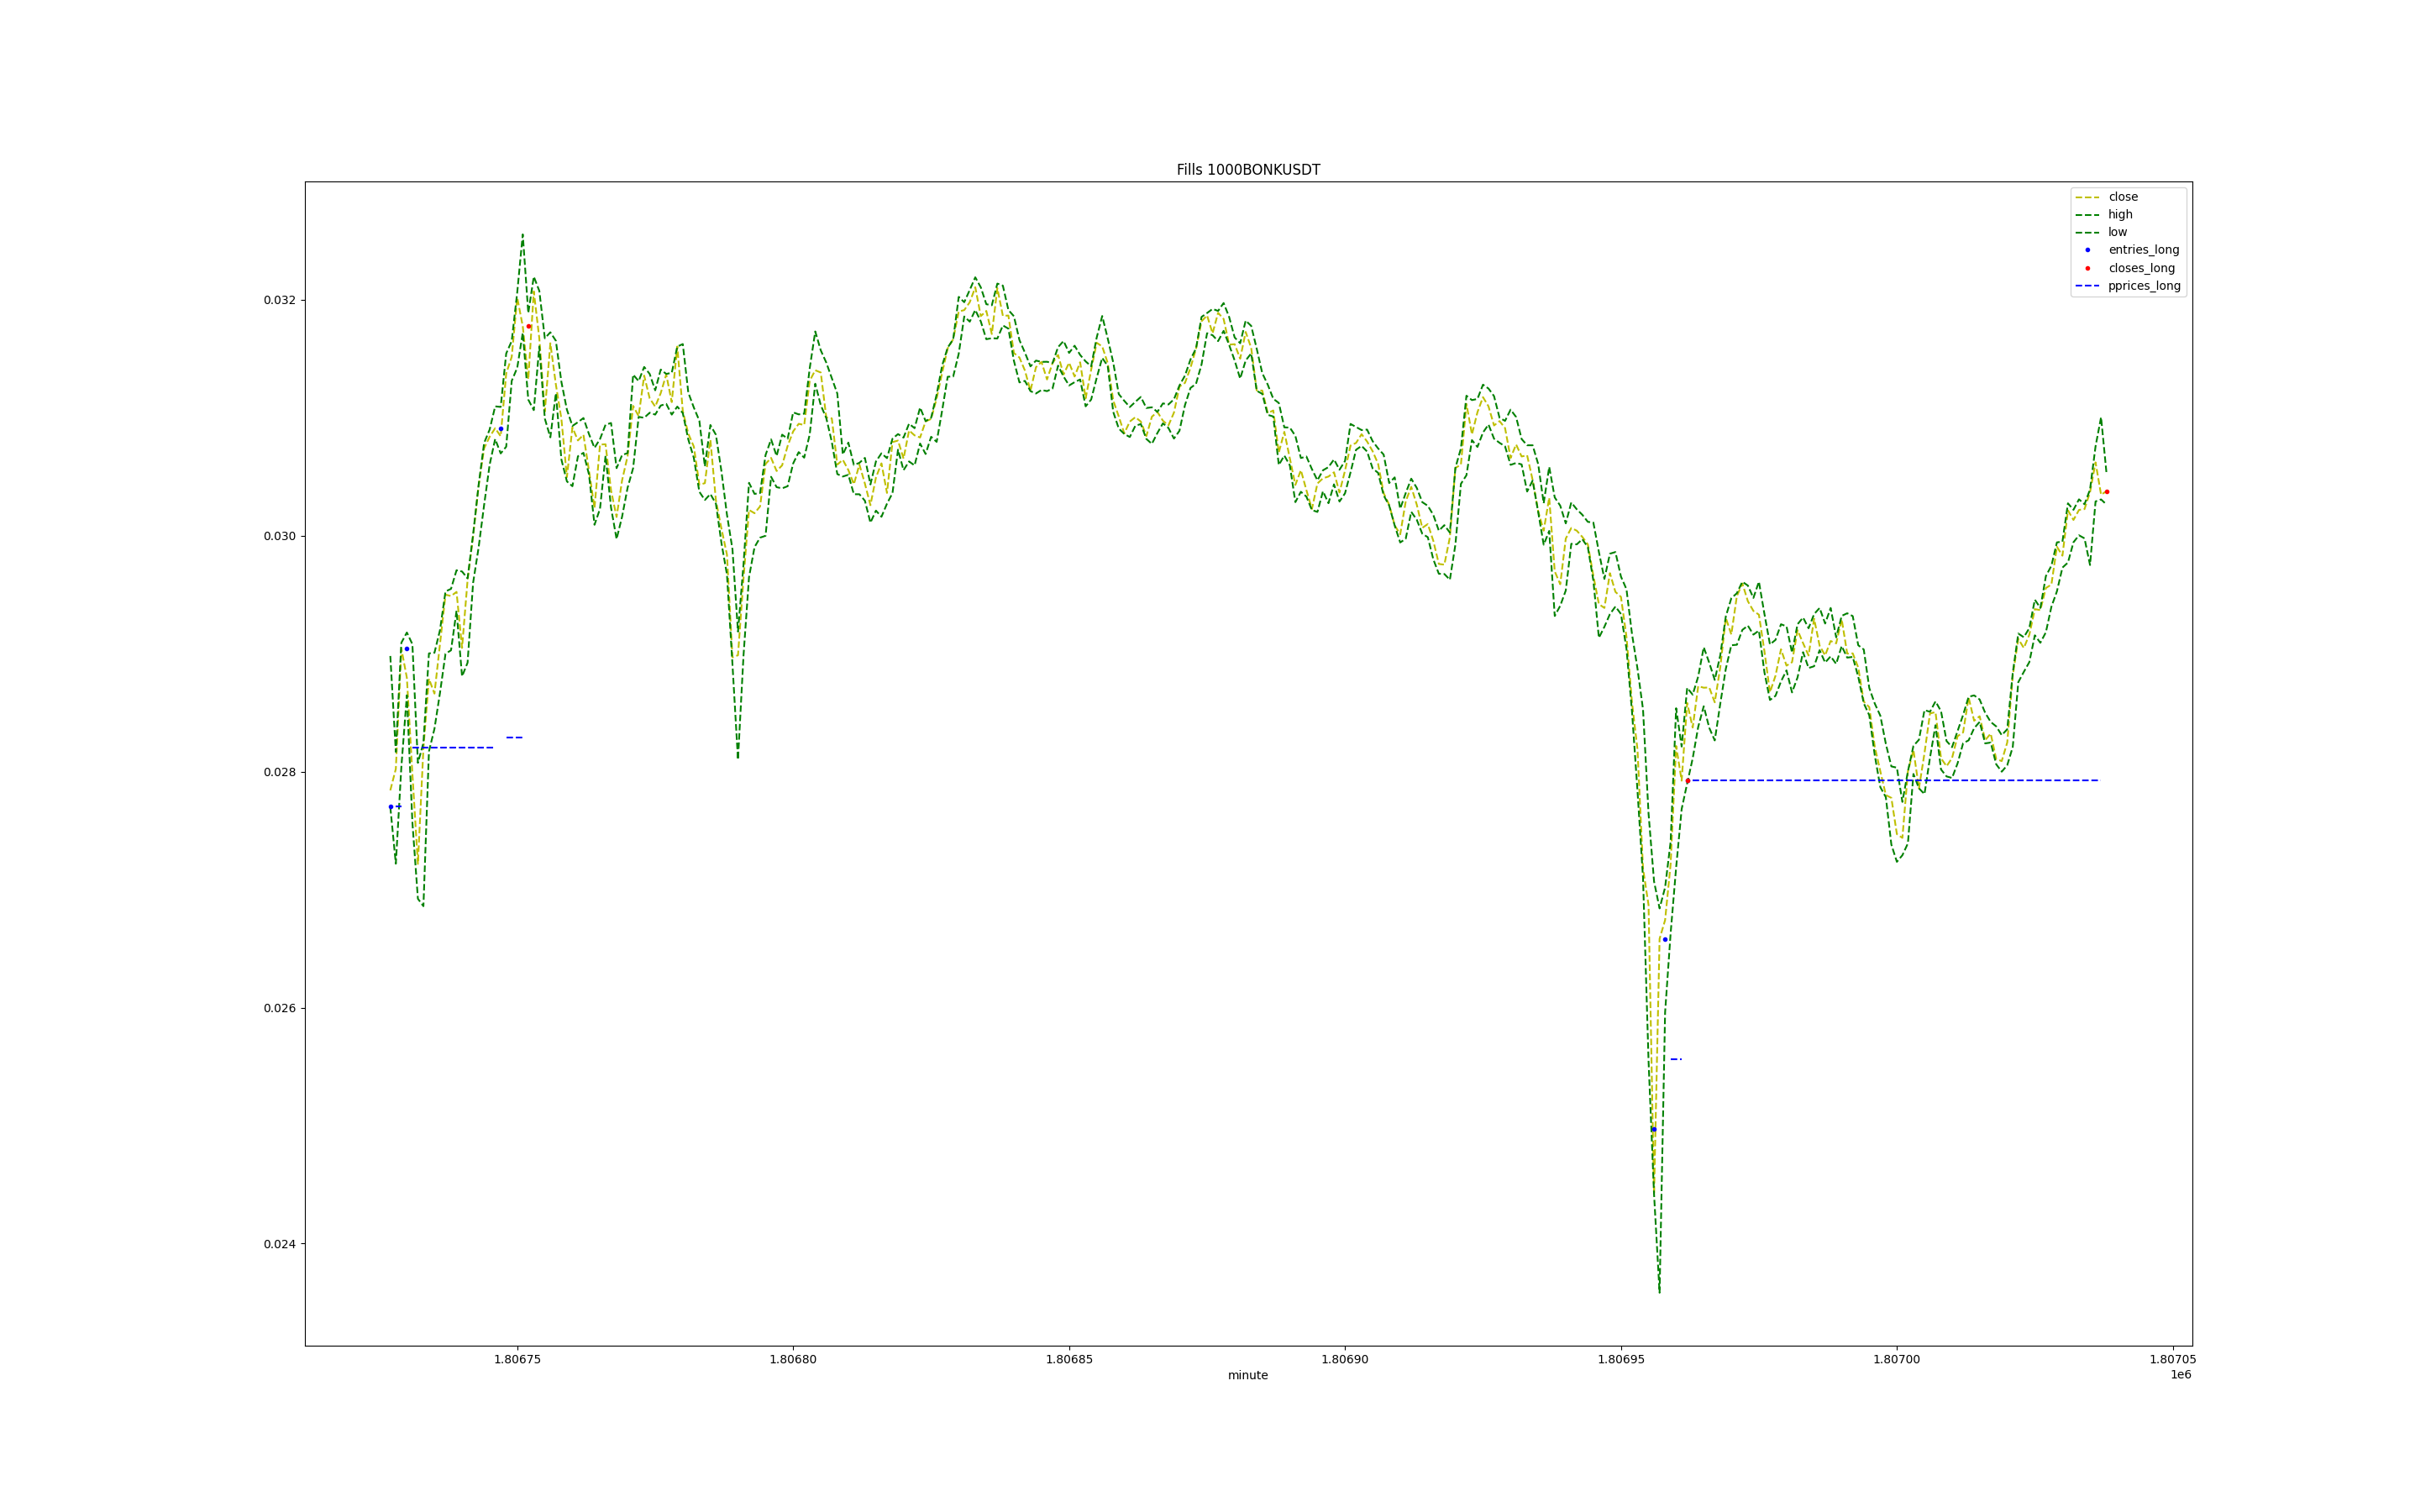 Fills 1000BONKUSDT
close
high
low
entries_long
closes_long
pprices_long
0.032
0.030
0.028
0.026
0.024
1.80675 1.80680 1.80685 1.80690 1.80695 1.80700 1.80705
minute 1e6